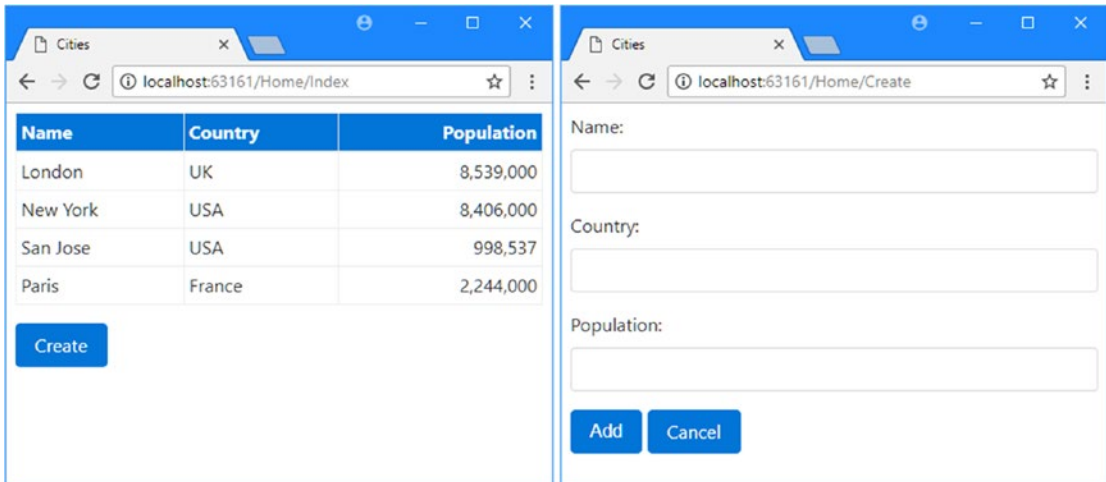 Cities
localhost:63161/Home/Index
Name Country Population
London UK 8,539,000
New York USA 8,406,000
San Jose USA 998,537
Paris France 2,244,000
Create
Cities
localhost:63161/Home/Create
Name:
Country:
Population:
Add Cancel